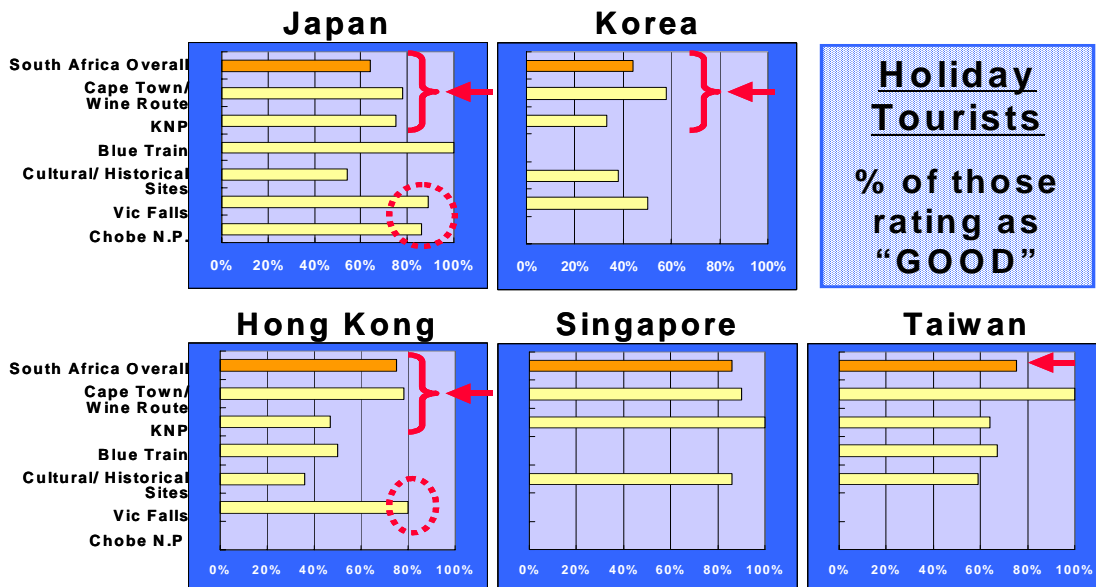 Japan
Korea
South Africa Overall
Cape Town/
Wine Route
KNP
Blue Train
Cultural/ Historical
Sites
Vic Falls
Chobe N.P.
0% 20% 40% 60% 80% 100%
0% 20% 40% 60% 80% 100%
Holiday
Tourists
% of those
rating as
“GOOD”
Hong Kong
Singapore
Taiwan
South Africa Overall
Cape Town/
Wine Route
KNP
Blue Train
Cultural/ Historical
Sites
Vic Falls
Chobe N.P
0% 20% 40% 60% 80% 100%
0% 20% 40% 60% 80% 100%
0% 20% 40% 60% 80% 100%